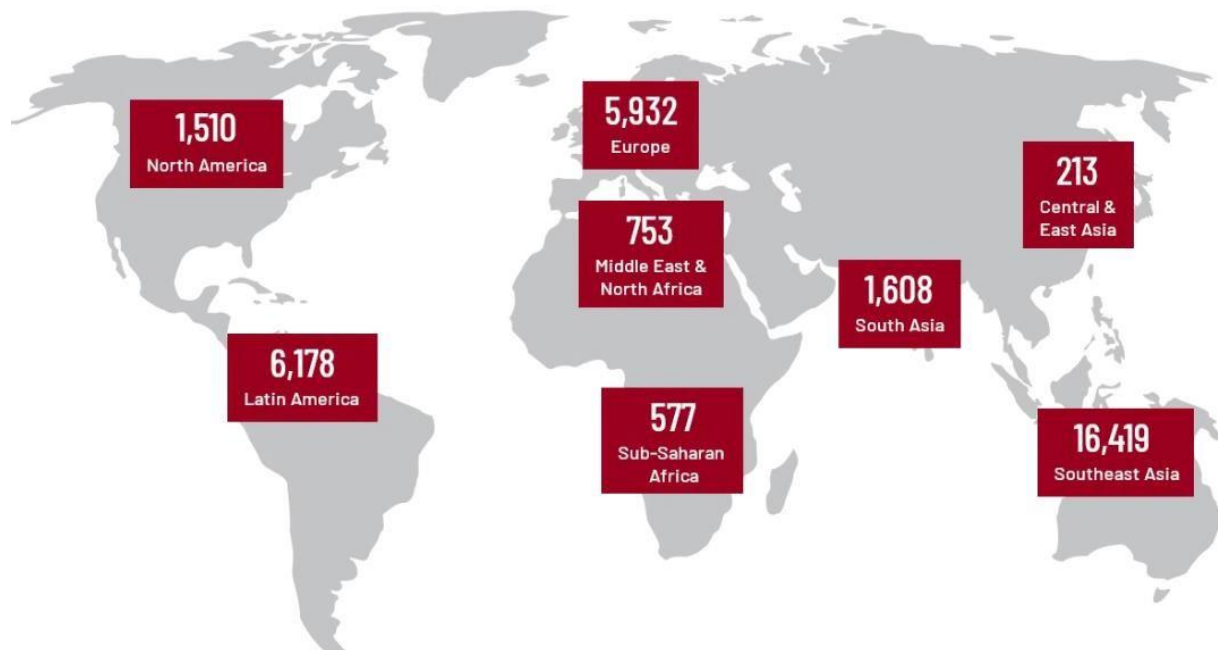 1,510
North America
5,932
Europe
213
Central &
East Asia
753
Middle East &
North Africa
1,608
South Asia
6,178
Latin America
577
Sub-Saharan
Africa
16,419
Southeast Asia